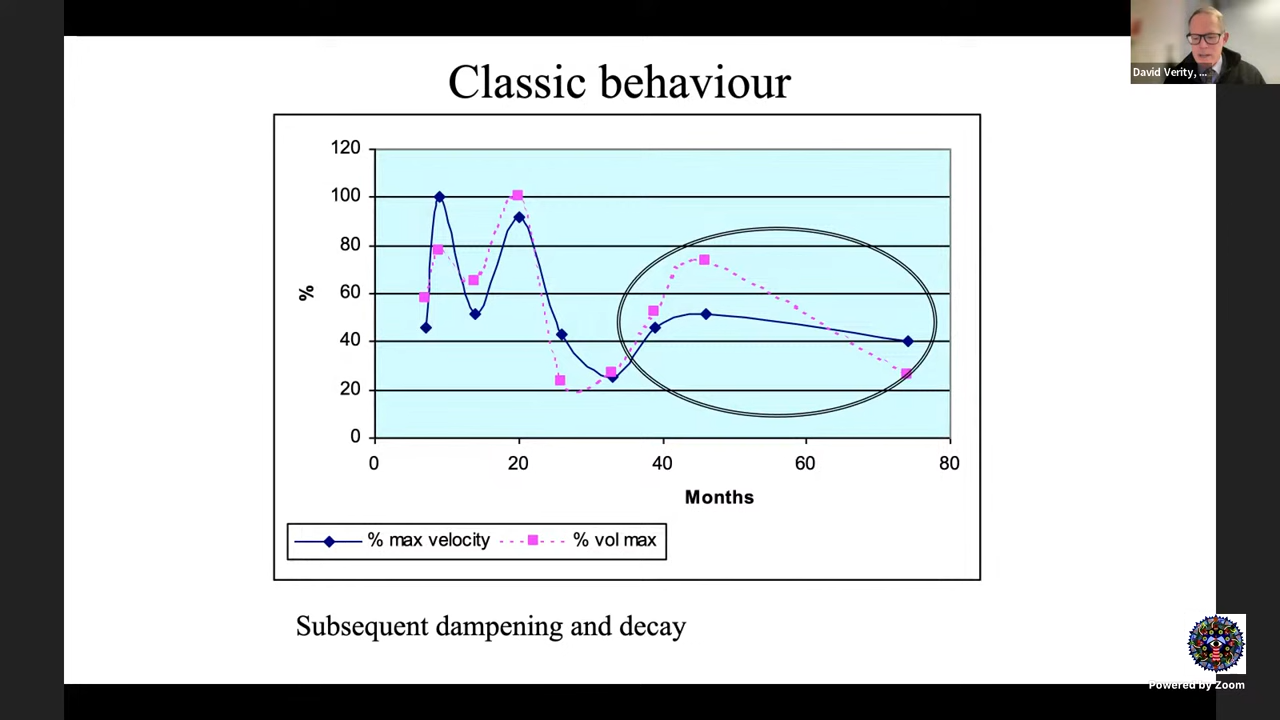 David Verity, ...
Classic behaviour
120
100
80
60
40
20
0
%
0 20 40 60 80
Months
% max velocity % vol max
Subsequent dampening and decay
Powered by Zoom